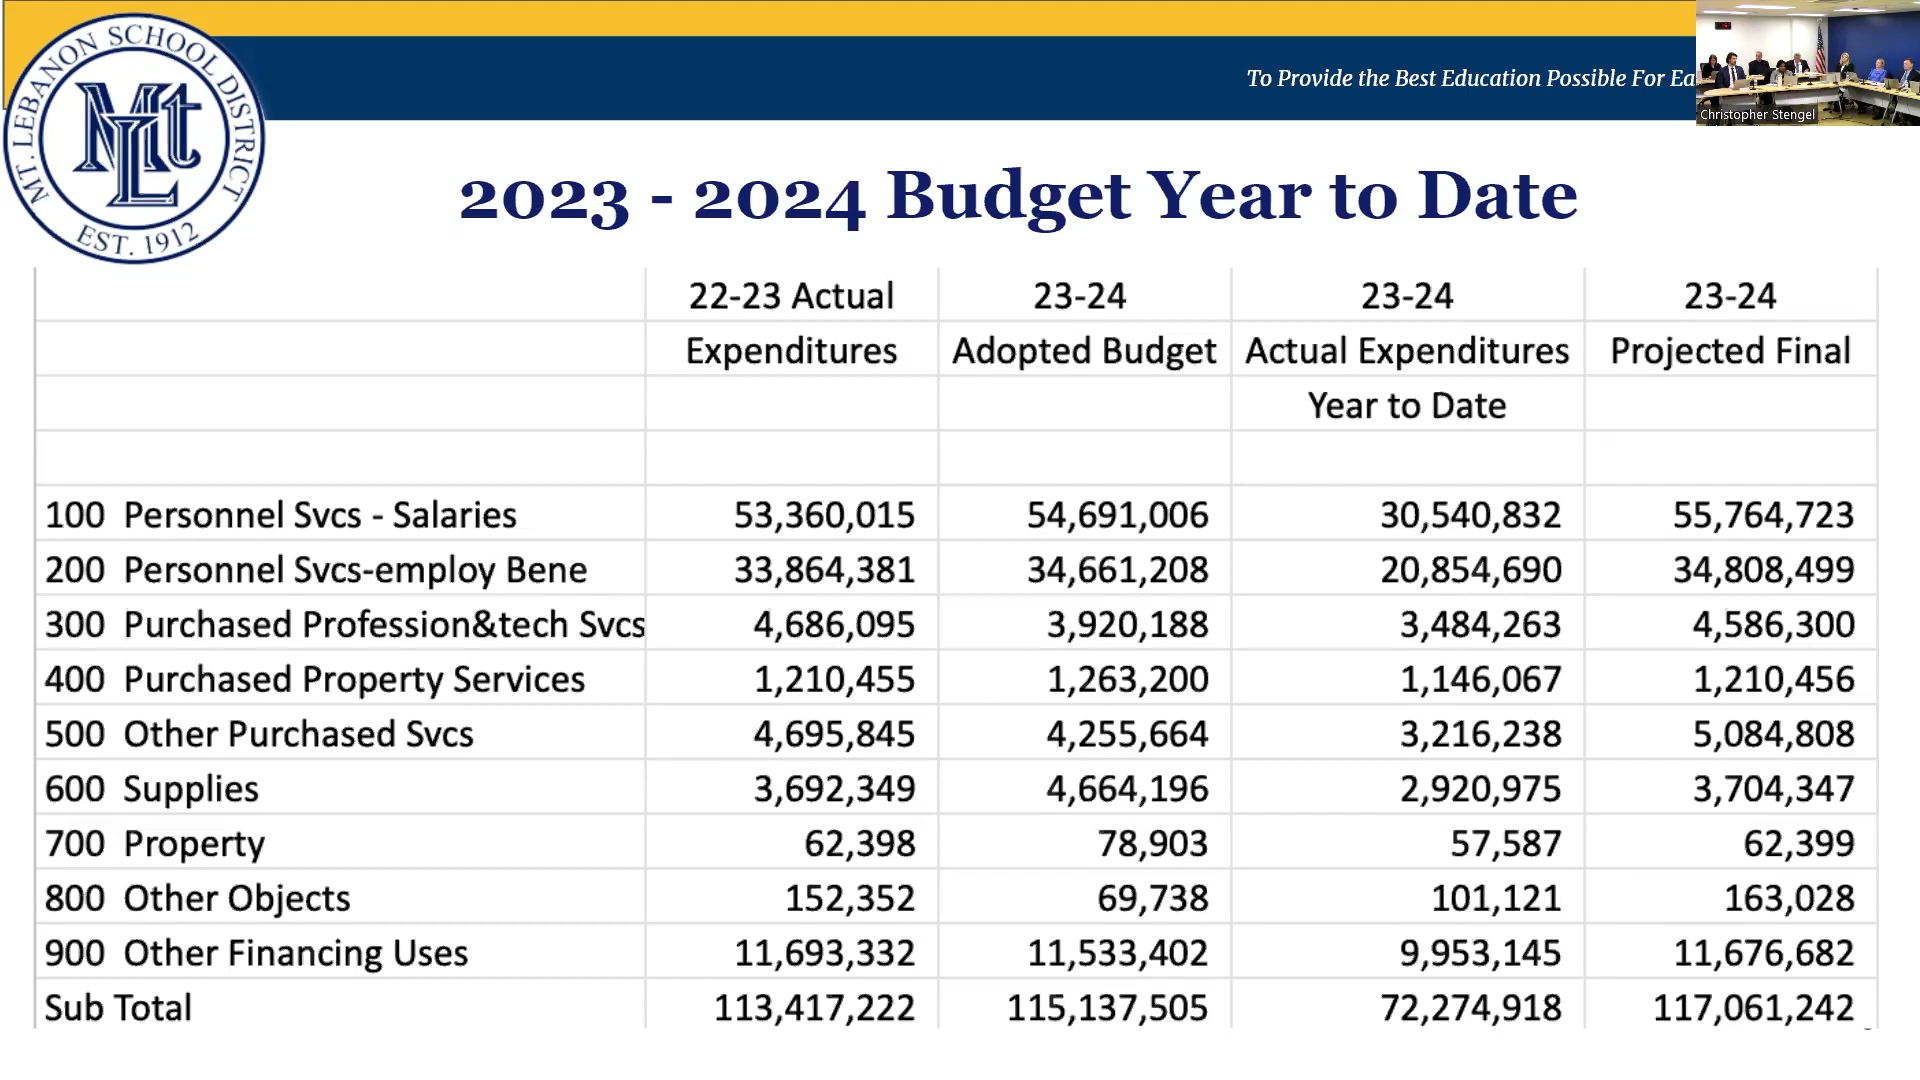 MT. LEBANON SCHOOL DISTRICT
MtL
EST. 1912
To Provide the Best Education Possible For Ea
Christopher Stengel
2023 - 2024 Budget Year to Date
22-23 Actual 23-24 23-24 23-24
Expenditures Adopted Budget Actual Expenditures Projected Final
Year to Date
100 Personnel Svcs - Salaries 53,360,015 54,691,006 30,540,832 55,764,723
200 Personnel Svcs-employ Bene 33,864,381 34,661,208 20,854,690 34,808,499
300 Purchased Profession&tech Svcs 4,686,095 3,920,188 3,484,263 4,586,300
400 Purchased Property Services 1,210,455 1,263,200 1,146,067 1,210,456
500 Other Purchased Svcs 4,695,845 4,255,664 3,216,238 5,084,808
600 Supplies 3,692,349 4,664,196 2,920,975 3,704,347
700 Property 62,398 78,903 57,587 62,399
800 Other Objects 152,352 69,738 101,121 163,028
900 Other Financing Uses 11,693,332 11,533,402 9,953,145 11,676,682
Sub Total 113,417,222 115,137,505 72,274,918 117,061,242